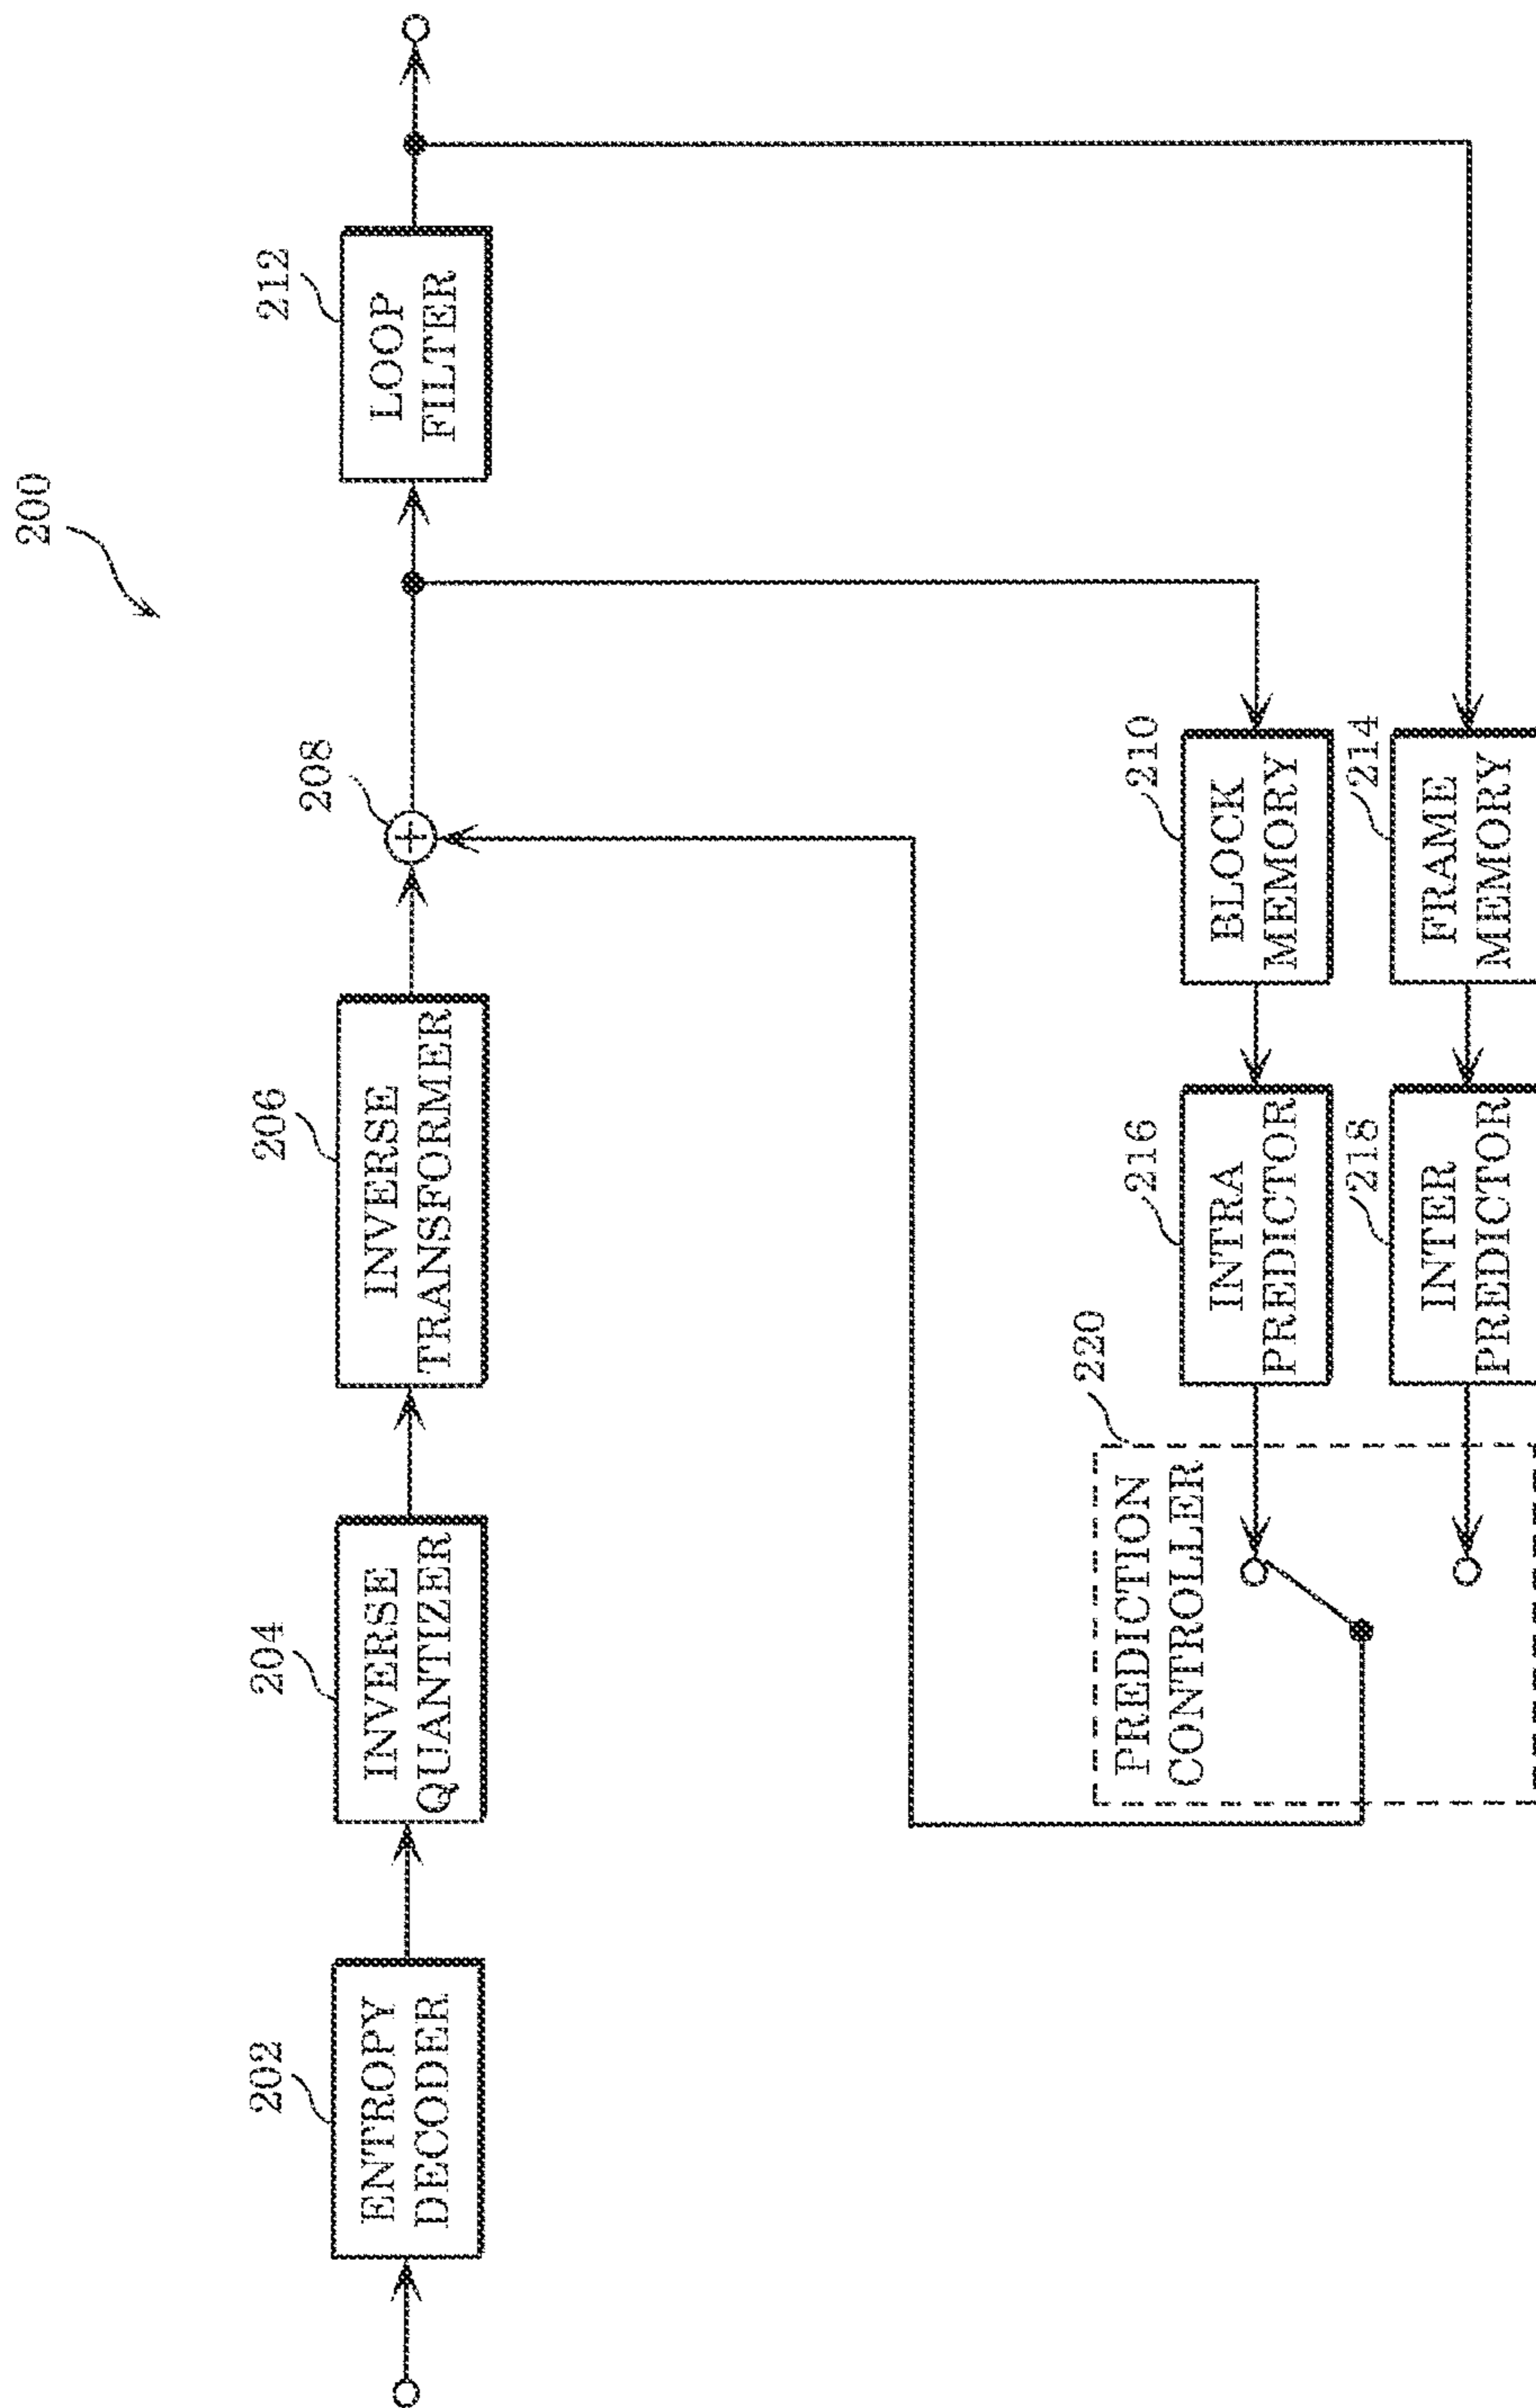 200
202
ENTROPY
DECODER
204
INVERSE
QUANTIZER
206
INVERSE
TRANSFORMER
208
212
LOOP
FILTER
220
PREDICTION
CONTROLLER
216
INTRA
PREDICTOR
210
BLOCK
MEMORY
218
INTER
PREDICTOR
214
FRAME
MEMORY